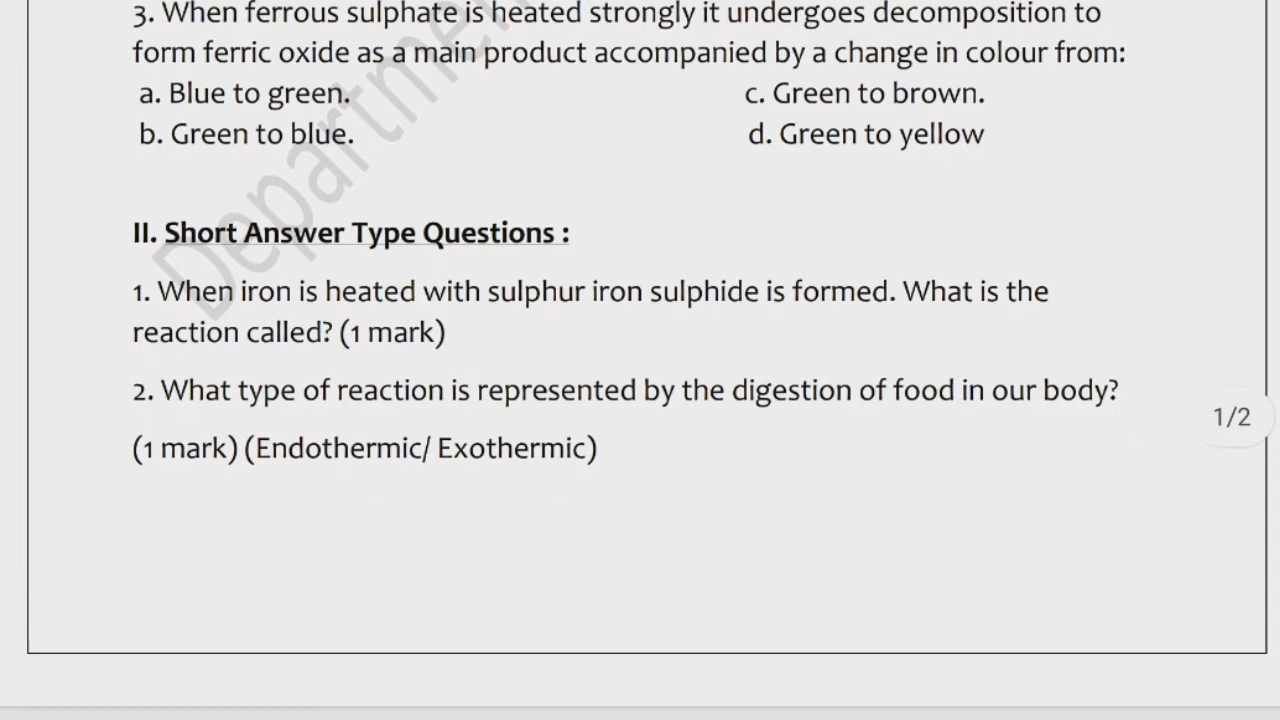 3. When ferrous sulphate is heated strongly it undergoes decomposition to
form ferric oxide as a main product accompanied by a change in colour from:
a. Blue to green.
c. Green to brown.
b. Green to blue.
d. Green to yellow
II. Short Answer Type Questions :
1. When iron is heated with sulphur iron sulphide is formed. What is the
reaction called? (1 mark)
2. What type of reaction is represented by the digestion of food in our body?
(1 mark) (Endothermic/ Exothermic)
1/2
Departmen